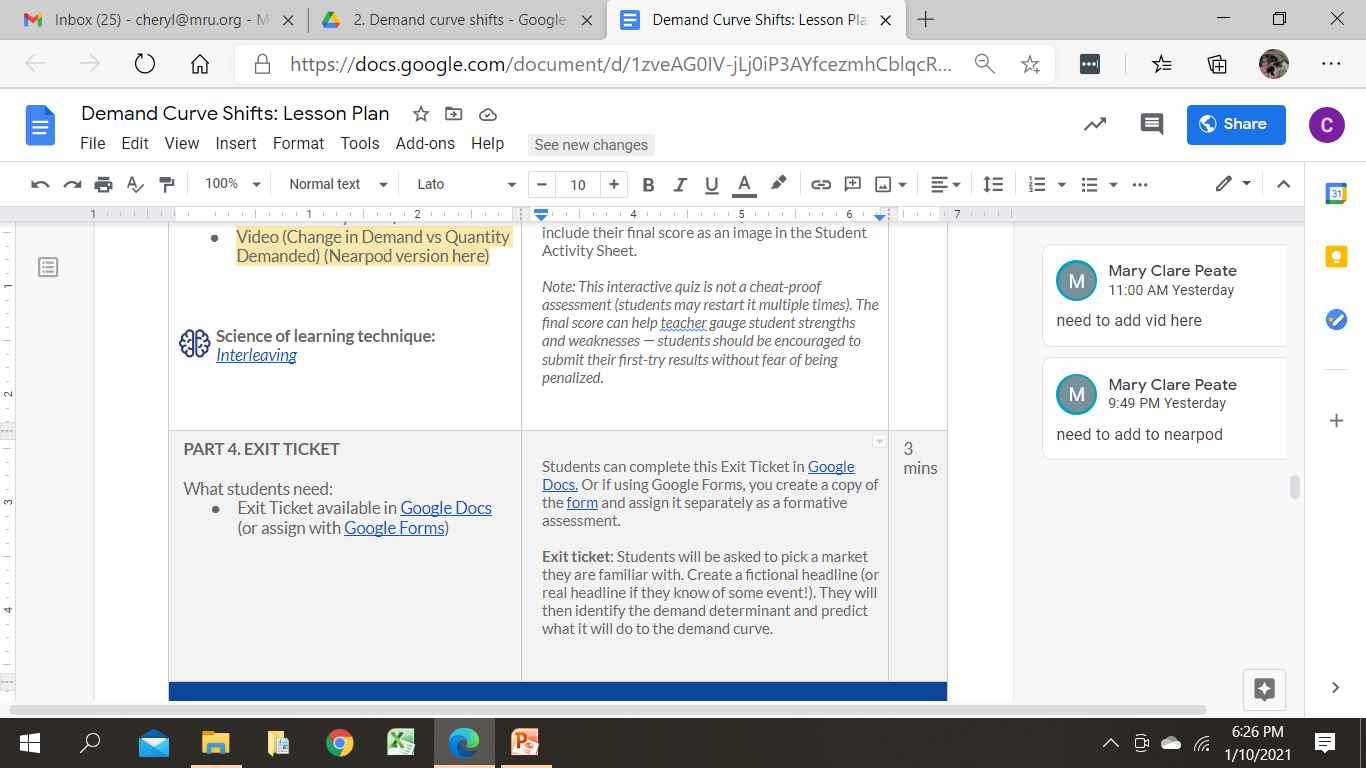 Inbox (25) - cheryl@mru.org - M
2. Demand curve shifts - Google
Demand Curve Shifts: Lesson Pla
https://docs.google.com/document/d/1zveAG0IV-jLj0iP3AYfcezmhCblqcR...
Demand Curve Shifts: Lesson Plan
File Edit View Insert Format Tools Add-ons Help See new changes
Share
C
100% Normal text Lato 10 B I U A
1 1 2 4 5 6 7
31
Video (Change in Demand vs Quantity
Demanded) (Nearpod version here)
Science of learning technique:
Interleaving
include their final score as an image in the Student
Activity Sheet.
Note: This interactive quiz is not a cheat-proof
assessment (students may restart it multiple times). The
final score can help teacher gauge student strengths
and weaknesses — students should be encouraged to
submit their first-try results without fear of being
penalized.
PART 4. EXIT TICKET
What students need:
Exit Ticket available in Google Docs
(or assign with Google Forms)
Students can complete this Exit Ticket in Google
Docs. Or if using Google Forms, you create a copy of
the form and assign it separately as a formative
assessment.
Exit ticket: Students will be asked to pick a market
they are familiar with. Create a fictional headline (or
real headline if they know of some event!). They will
then identify the demand determinant and predict
what it will do to the demand curve.
3
mins
M
Mary Clare Peate
11:00 AM Yesterday
need to add vid here
M
Mary Clare Peate
9:49 PM Yesterday
need to add to nearpod
1
2
3
4
6:26 PM
1/10/2021